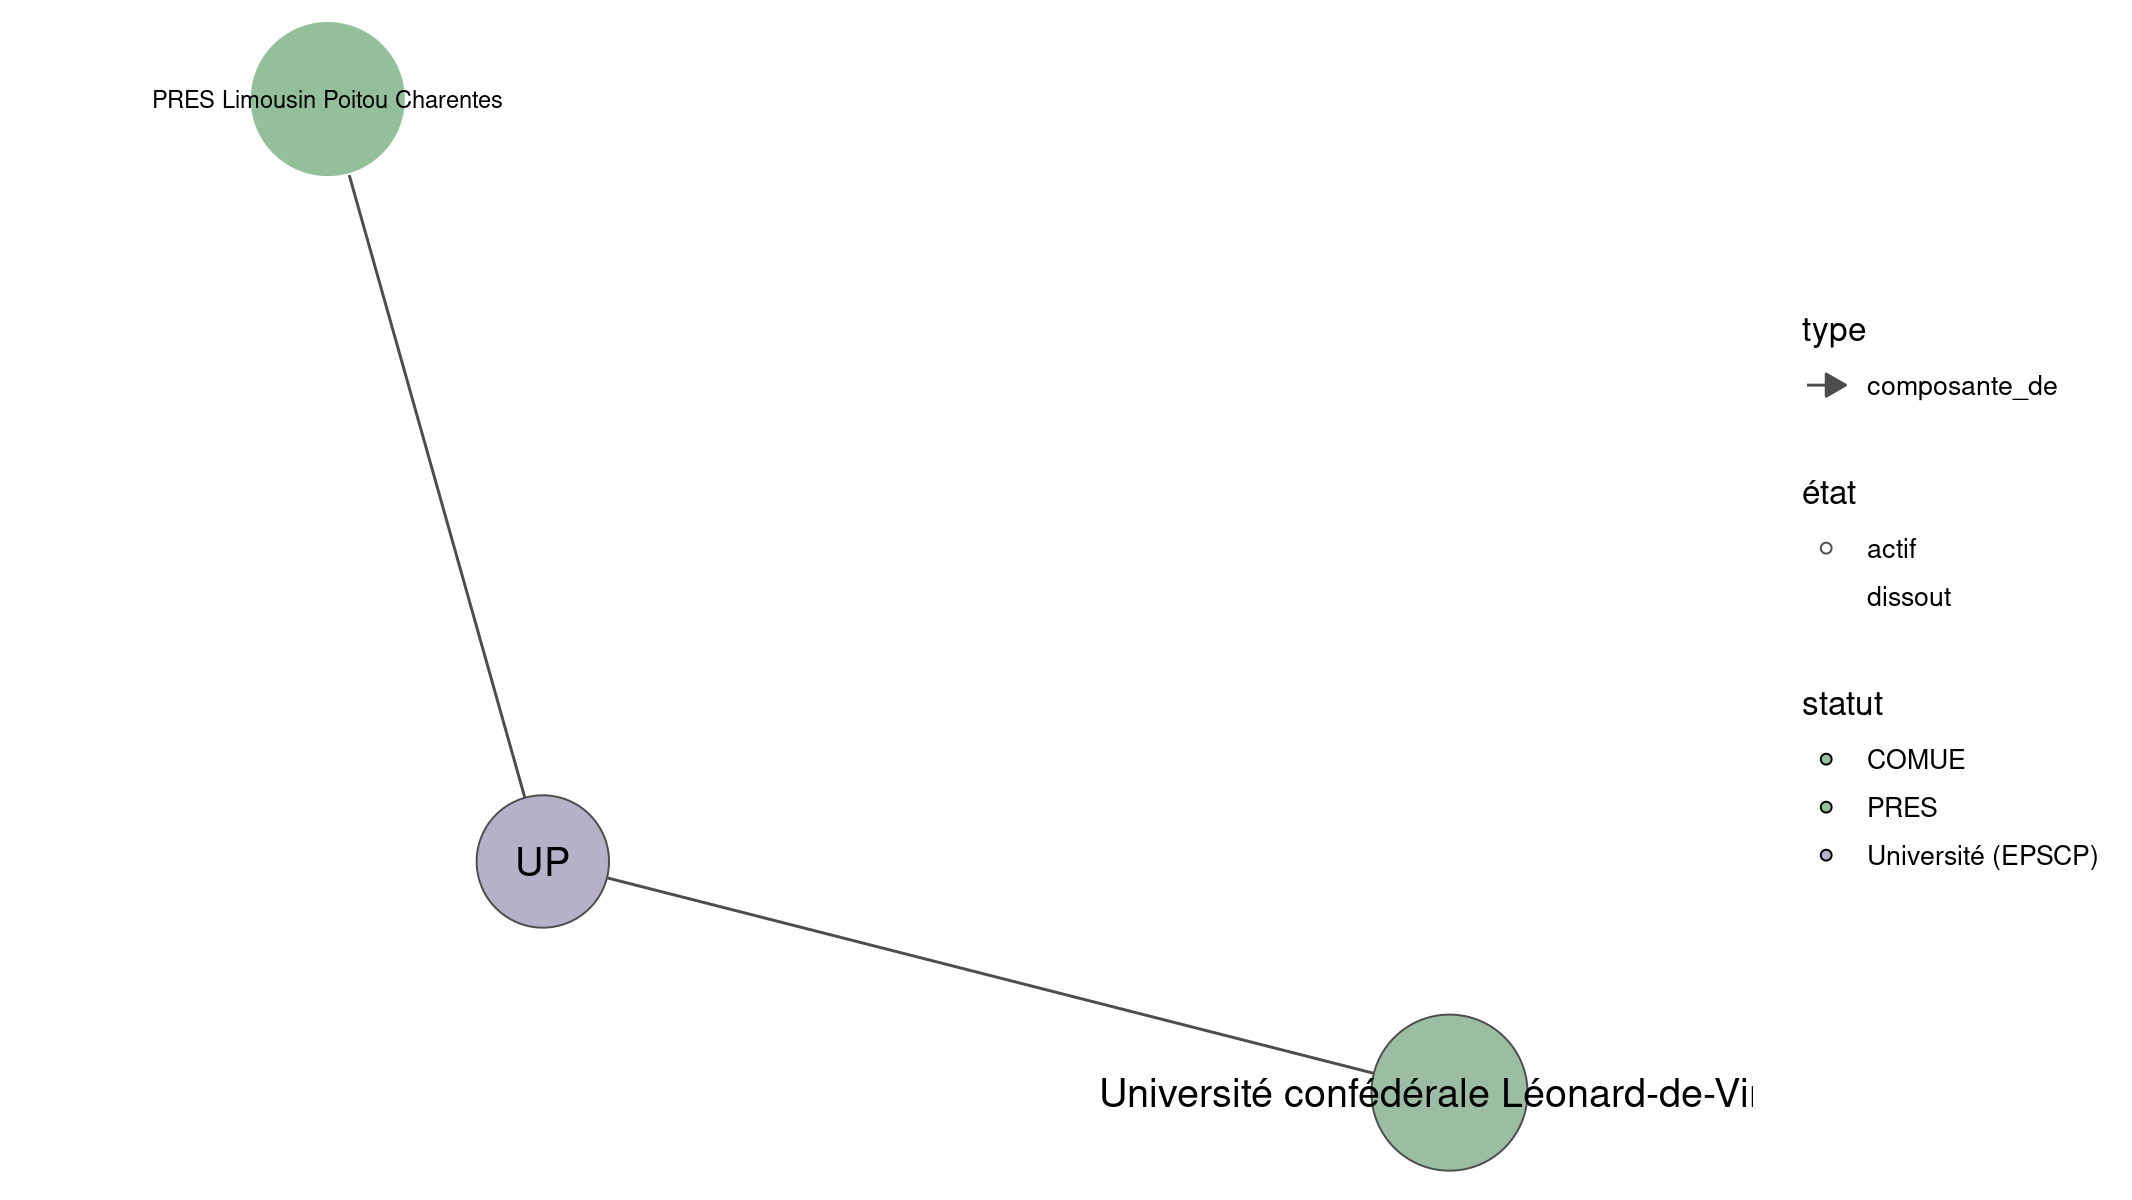 PRES Limousin Poitou Charentes
type
composante_de
état
actif
dissout
statut
COMUE
PRES
Université (EPSCP)
UP
Université confédérale Léonard-de-Vi